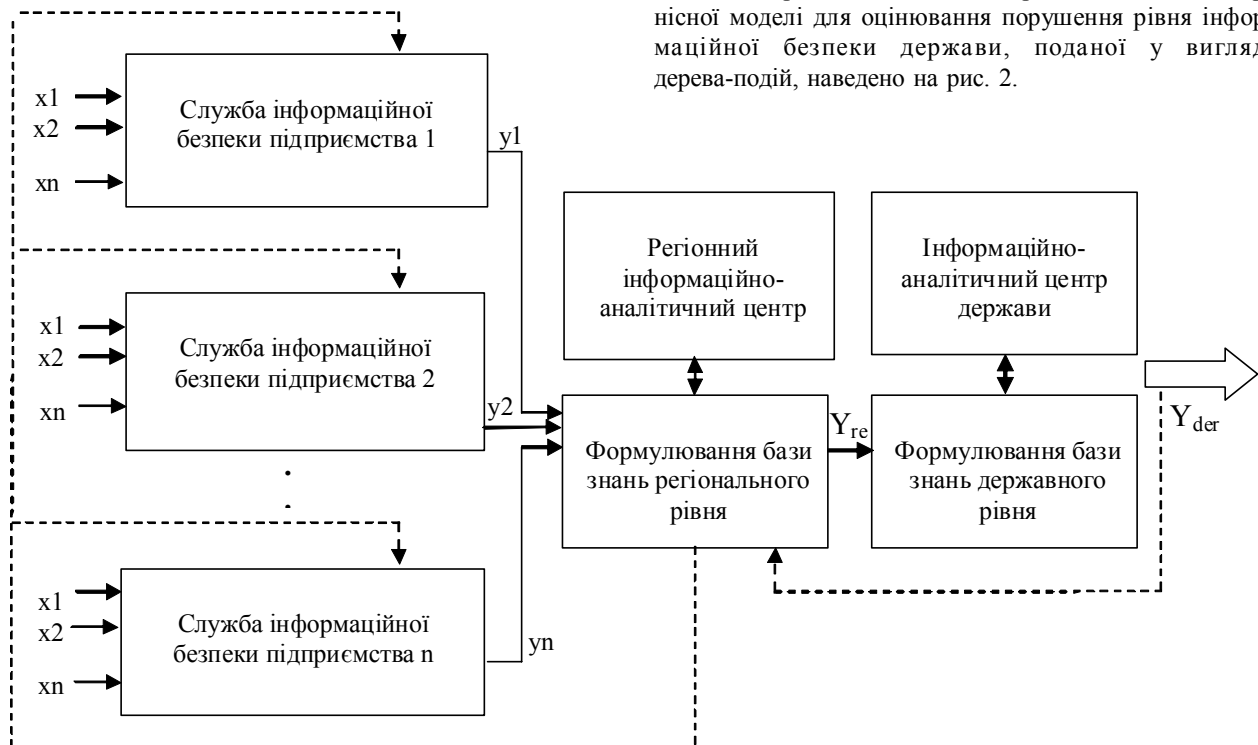 нісної моделі для оцінювання порушення рівня інфор
маційної безпеки держави, поданої у вигляд
дерева-подій, наведено на рис. 2.
x1
x2
xn
Служба інформаційної
безпеки підприємства 1
y1
Регіонний
інформаційно-
аналітичний центр
Інформаційно-
аналітичний центр
держави
x1
x2
xn
Служба інформаційної
безпеки підприємства 2
y2
Формулювання бази
знань регіонального
рівня
Yre
Формулювання бази
знань державного
рівня
Yder
.
.
x1
x2
xn
Служба інформаційної
безпеки підприємства n
yn